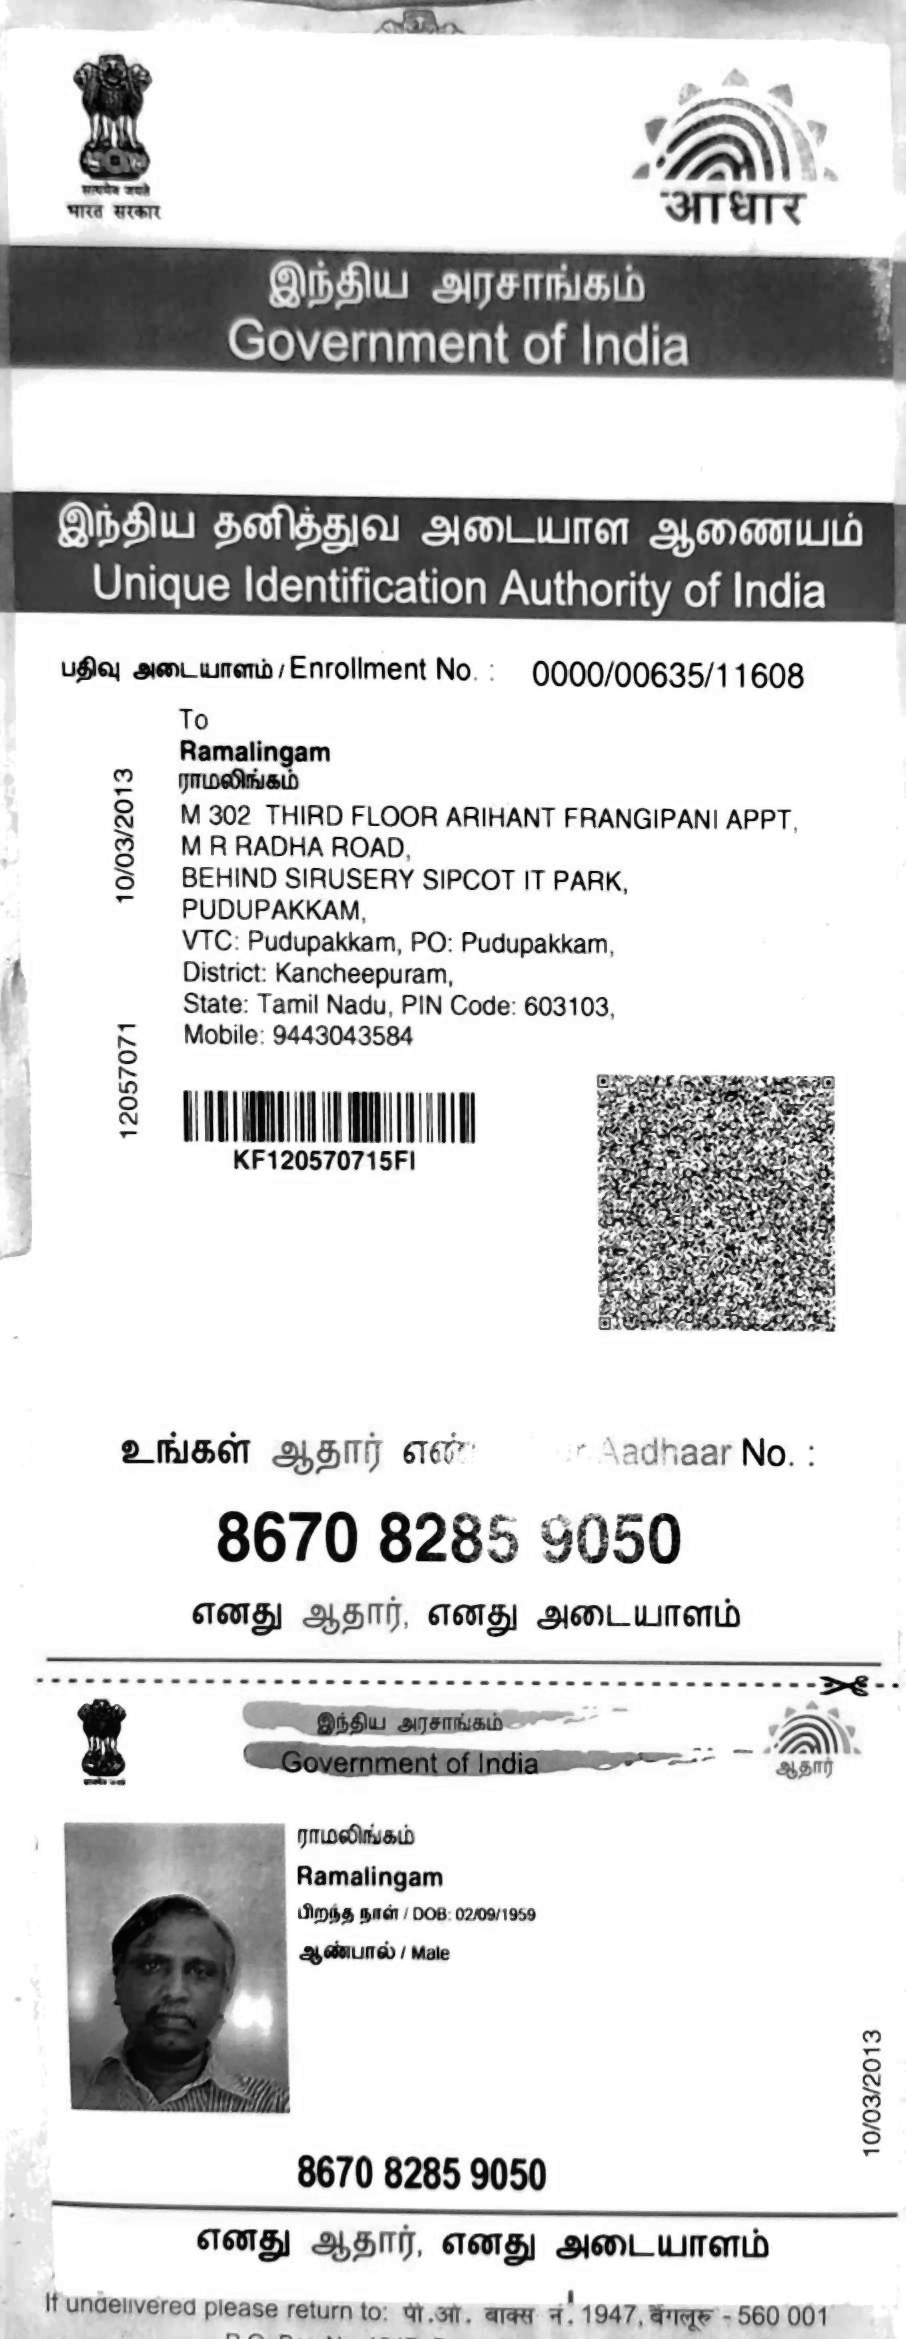 सत्यमेव जयते
भारत सरकार
आधार
இந்திய அரசாங்கம்
Government of India
இந்திய தனித்துவ அடையாள ஆணையம்
Unique Identification Authority of India
பதிவு அடையாளம் / Enrollment No. : 0000/00635/11608
To
Ramalingam
ராமலிங்கம்
M 302 THIRD FLOOR ARIHANT FRANGIPANI APPT,
M R RADHA ROAD,
BEHIND SIRUSERY SIPCOT IT PARK,
PUDUPAKKAM,
VTC: Pudupakkam, PO: Pudupakkam,
District: Kancheepuram,
State: Tamil Nadu, PIN Code: 603103,
Mobile: 9443043584
10/03/2013
12057071
KF120570715FI
உங்கள் ஆதார் எண் Aadhaar No. :
8670 8285 9050
எனது ஆதார், எனது அடையாளம்
இந்திய அரசாங்கம்
Government of India
ஆதார்
ராமலிங்கம்
Ramalingam
பிறந்த நாள் / DOB: 02/09/1959
ஆண்பால் / Male
10/03/2013
8670 8285 9050
எனது ஆதார், எனது அடையாளம்
If undelivered please return to: पी.ओ. बाक्स नं. 1947, बेंगलूरु - 560 001